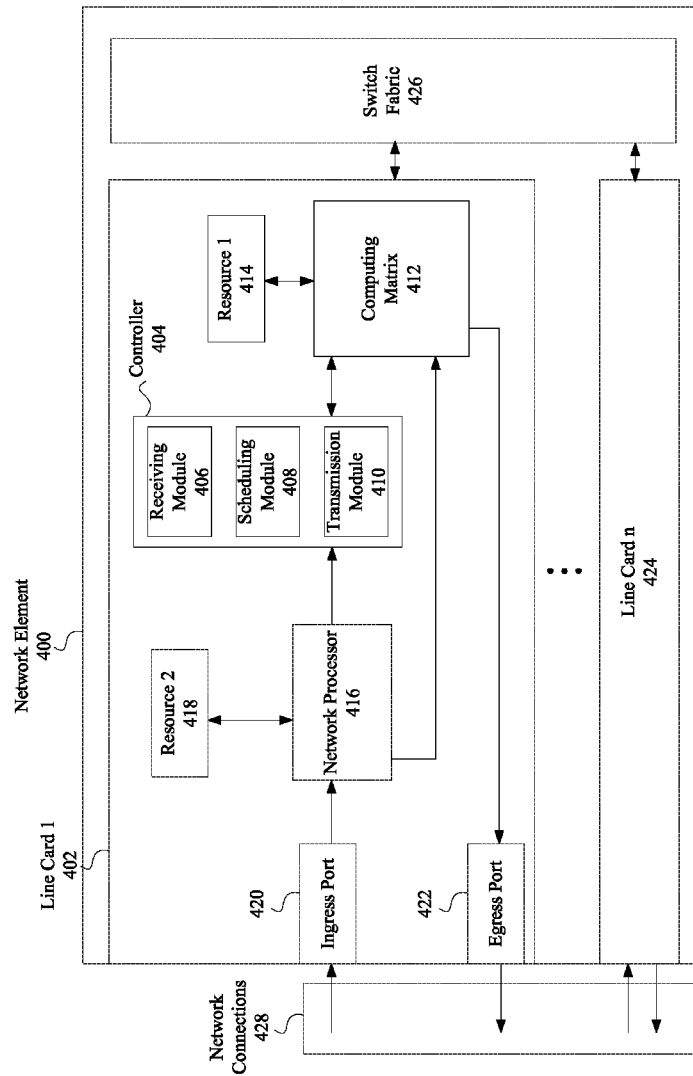 Network Element
400
Line Card 1
402
Controller
404
Receiving
Module
406
Scheduling
Module
408
Transmission
Module
410
Resource 1
414
Computing
Matrix
412
Switch
Fabric
426
Resource 2
418
Network Processor
416
Ingress Port
420
Egress Port
422
Line Card n
424
Network
Connections
428